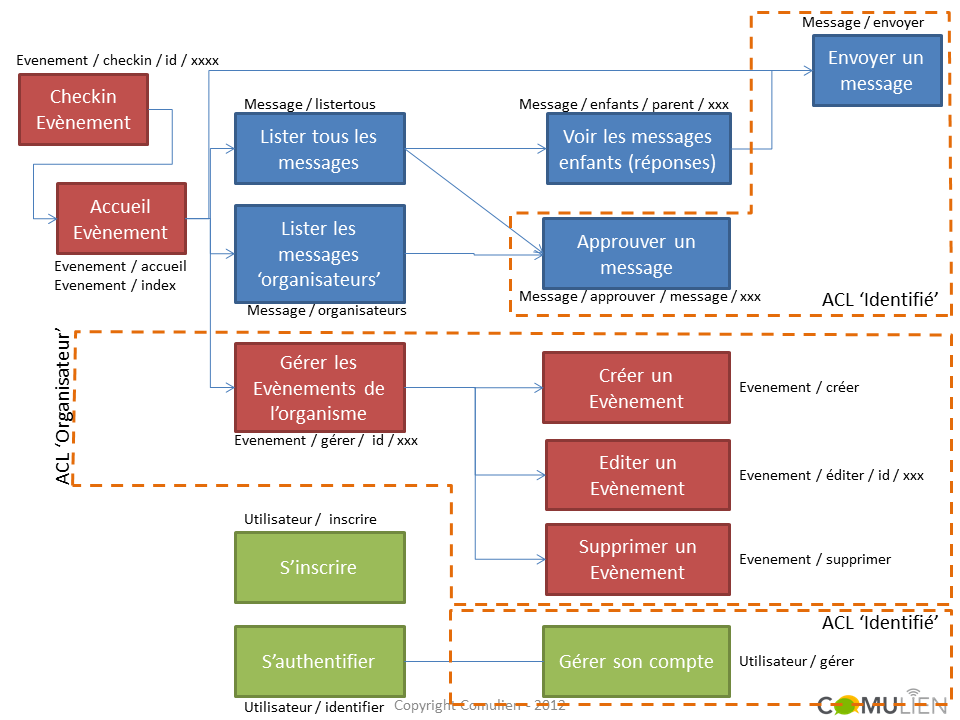 Message / envoyer
Envoyer un
message
Evenement / checkin / id / xxxx
Checkin
Evènement
Message / listertous
Lister tous les
messages
Message / enfants / parent / xxx
Voir les messages
enfants (réponses)
Accueil
Evènement
Evenement / accueil
Evenement / index
Lister les
messages
‘organisateurs’
Message / organisateurs
Approuver un
message
Message / approuver / message / xxx
ACL ‘Identifié’
ACL ‘Organisateur’
Gérer les
Evènements de
l’organisme
Evenement / gérer / id / xxx
Créer un
Evènement
Evenement / créer
Editer un
Evènement
Evenement / éditer / id / xxx
Supprimer un
Evènement
Evenement / supprimer
Utilisateur / inscrire
S’inscrire
ACL ‘Identifié’
S’authentifier
Gérer son compte
Utilisateur / gérer
Utilisateur / identifier
Copyright Comulien - 2012
COMULIEN